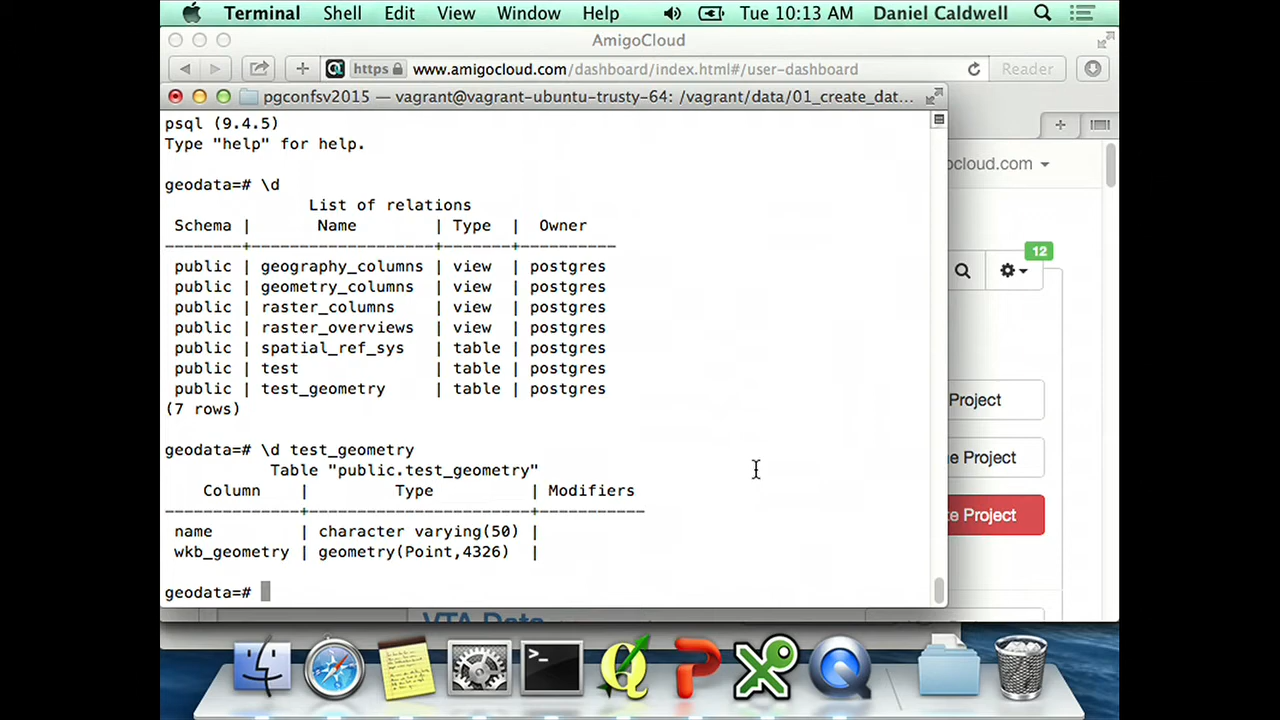 Terminal Shell Edit View Window Help Tue 10:13 AM Daniel Caldwell
AmigoCloud
https www.amigocloud.com/dashboard/index.html#/user-dashboard Reader
pgconfsv2015 — vagrant@vagrant-ubuntu-trusty-64: /vagrant/data/01_create_dat...
psql (9.4.5)
Type "help" for help.
geodata=# \d
List of relations
Schema | Name | Type | Owner
--------+-------------------+-------+----------
public | geography_columns | view | postgres
public | geometry_columns | view | postgres
public | raster_columns | view | postgres
public | raster_overviews | view | postgres
public | spatial_ref_sys | table | postgres
public | test | table | postgres
public | test_geometry | table | postgres
(7 rows)
geodata=# \d test_geometry
Table "public.test_geometry"
Column | Type | Modifiers
--------------+-----------------------+-----------
name | character varying(50) |
wkb_geometry | geometry(Point,4326) |
geodata=#
ocloud.com
12
Project
e Project
te Project
VTA Data